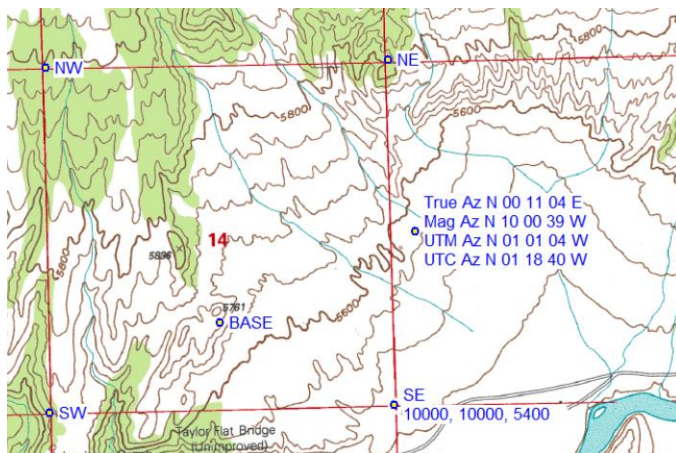 NW
NE
5800
5600
5800
True Az N 00 11 04 E
Mag Az N 10 00 39 W
UTM Az N 01 01 04 W
UTC Az N 01 18 40 W
14
5896
5800
5761
BASE
5600
SW
SE
10000, 10000, 5400
Taylor Flat Bridge
(Unimproved)